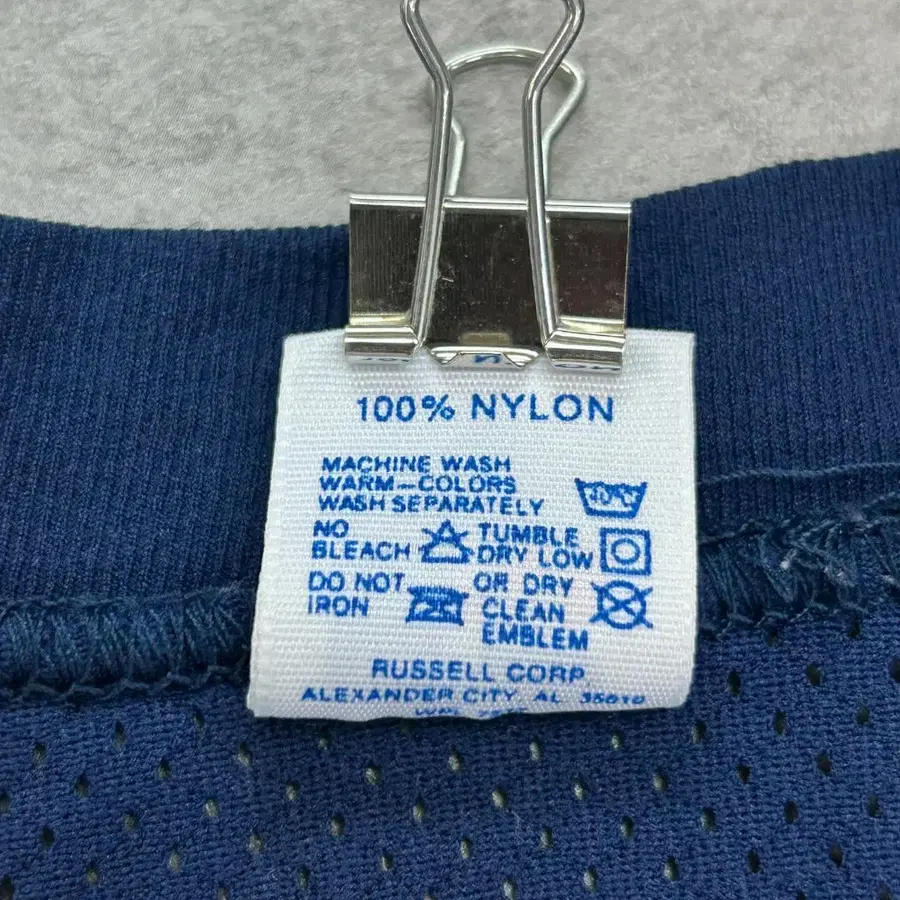 100% NYLON
MACHINE WASH
WARM-COLORS
WASH SEPARATELY
NO
BLEACH
TUMBLE
DRY LOW
DO NOT
IRON
OR DRY
CLEAN
EMBLEM
RUSSELL CORP.
ALEXANDER CITY, AL 35010
WPL